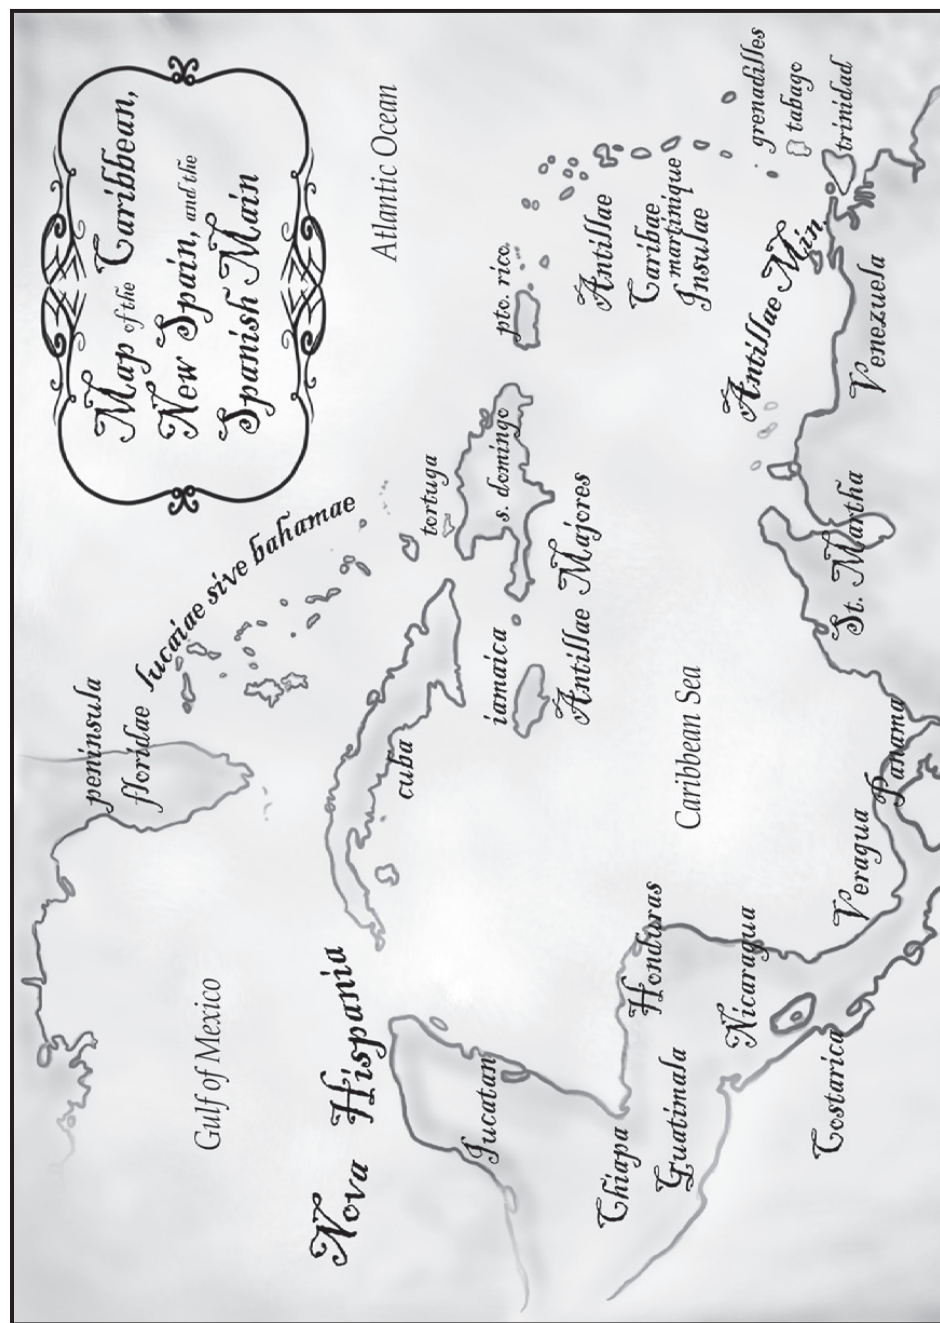 Map of the Caribbean,
New Spain, and the
Spanish Main
Atlantic Ocean
peninsula
floridae
lucaiae sive bahamae
Gulf of Mexico
Nova Hispania
cuba
tortuga
s. domingo
pto. rico.
iamaica
Antillae Majores
Antillae
Caribae
martinique
Insulae
grenadilles
tabago
trinidad
Antillae Min.
Caribbean Sea
Jucatan
Chiapa
Guatimala
Honduras
Nicaragua
Costarica
Veragua
Panama
St. Martha
Venezuela